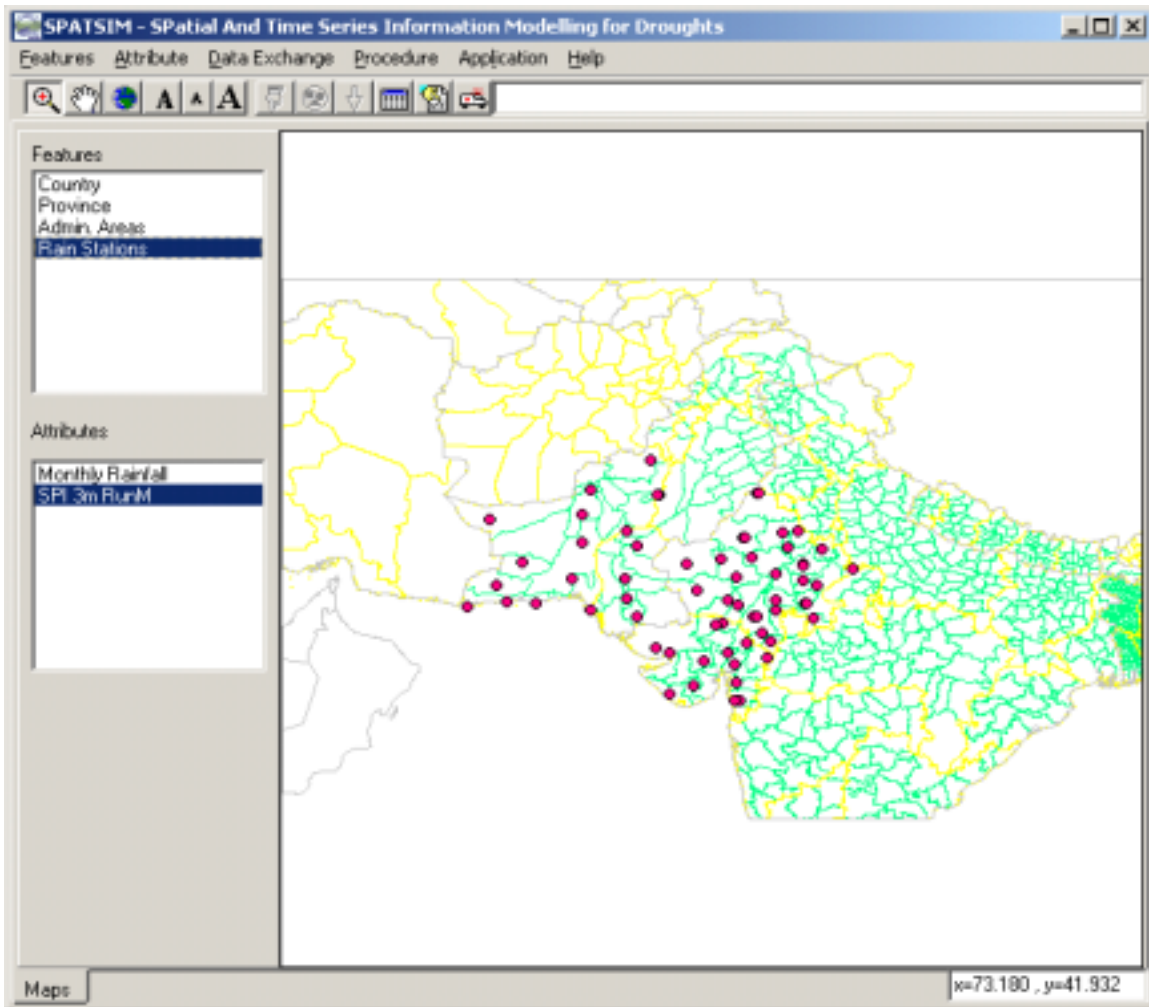 SPATSIM - SPatial And Time Series Information Modelling for Droughts
Features Attribute Data Exchange Procedure Application Help
A A A
Features
Country
Province
Admin. Areas
Rain Stations
Attributes
Monthly Rainfall
SPI 3m RunM
Maps
x=73.180 , y=41.932